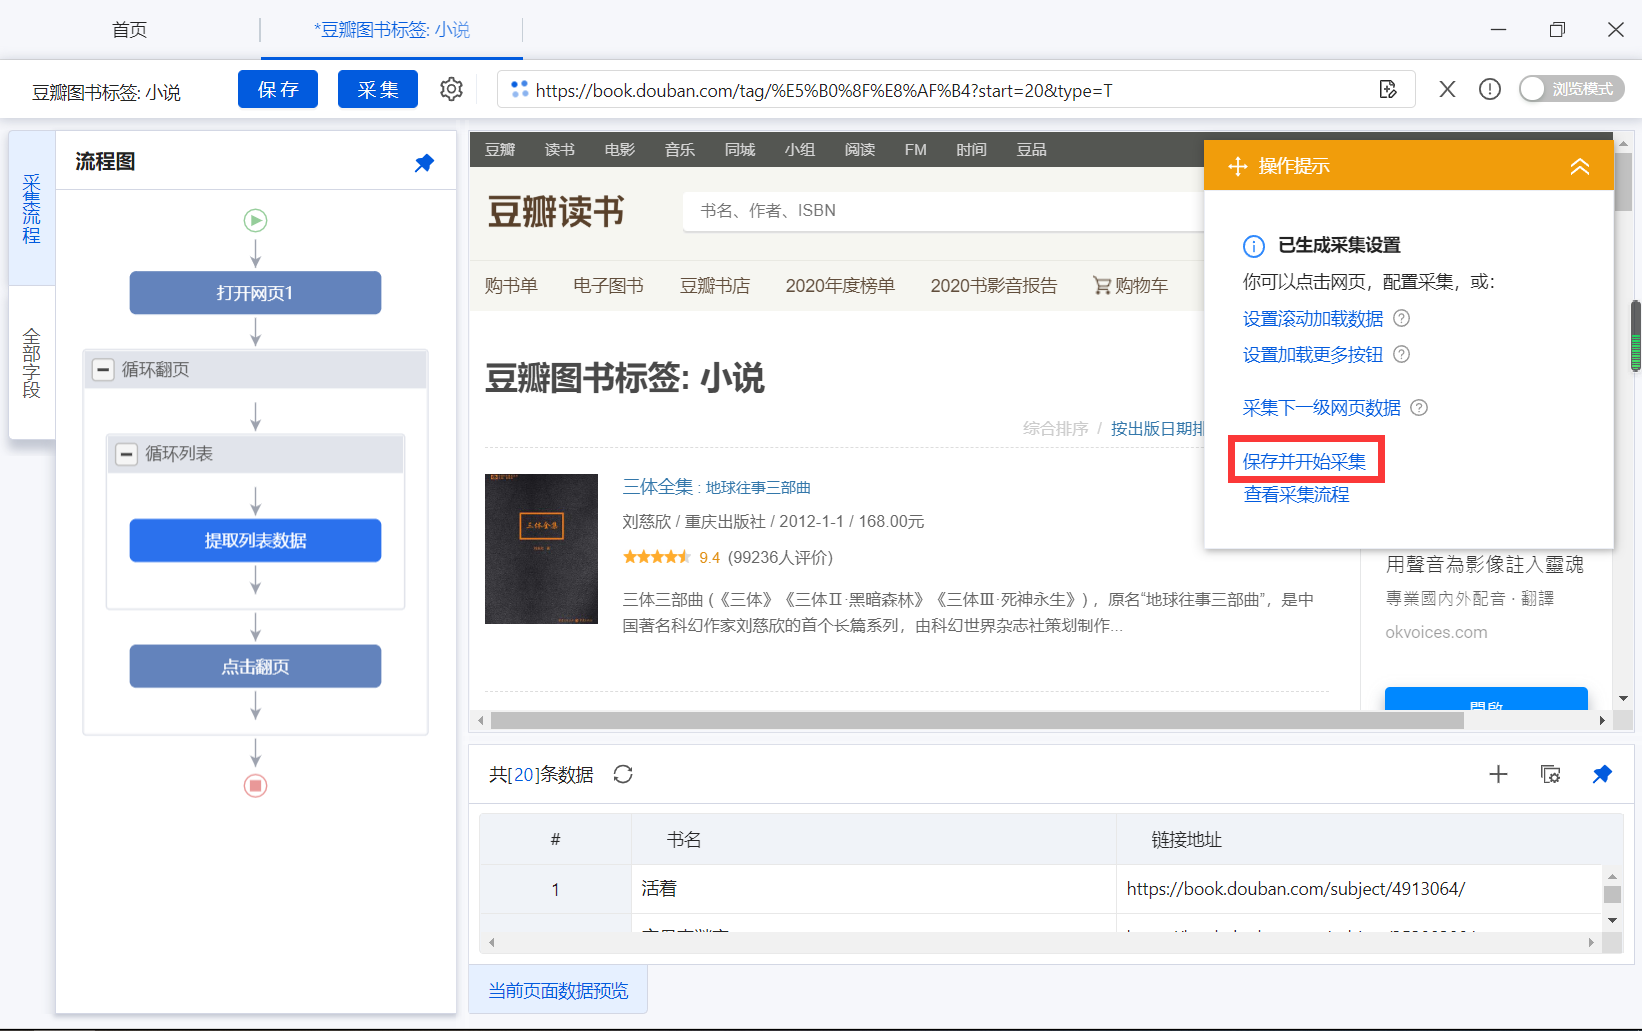 首页
*豆瓣图书标签: 小说
豆瓣图书标签: 小说
保存
采集
https://book.douban.com/tag/%E5%B0%8F%E8%AF%B4?start=20&type=T
浏览模式
采集流程
全部字段
流程图
打开网页1
循环翻页
循环列表
提取列表数据
点击翻页
豆瓣 读书 电影 音乐 同城 小组 阅读 FM 时间 豆品
豆瓣读书
书名、作者、ISBN
购书单 电子图书 豆瓣书店 2020年度榜单 2020书影音报告 购物车
豆瓣图书标签: 小说
综合排序 / 按出版日期排
三体全集 : 地球往事三部曲
刘慈欣 / 重庆出版社 / 2012-1-1 / 168.00元
9.4 (99236人评价)
三体三部曲 (《三体》《三体Ⅱ·黑暗森林》《三体Ⅲ·死神永生》) ，原名“地球往事三部曲”，是中
国著名科幻作家刘慈欣的首个长篇系列，由科幻世界杂志社策划制作...
三体全集
操作提示
已生成采集设置
你可以点击网页，配置采集，或：
设置滚动加载数据
设置加载更多按钮
采集下一级网页数据
保存并开始采集
查看采集流程
用聲音為影像註入靈魂
專業國內外配音 · 翻譯
okvoices.com
開啟
共[20]条数据
# 书名 链接地址
1 活着 https://book.douban.com/subject/4913064/
当前页面数据预览